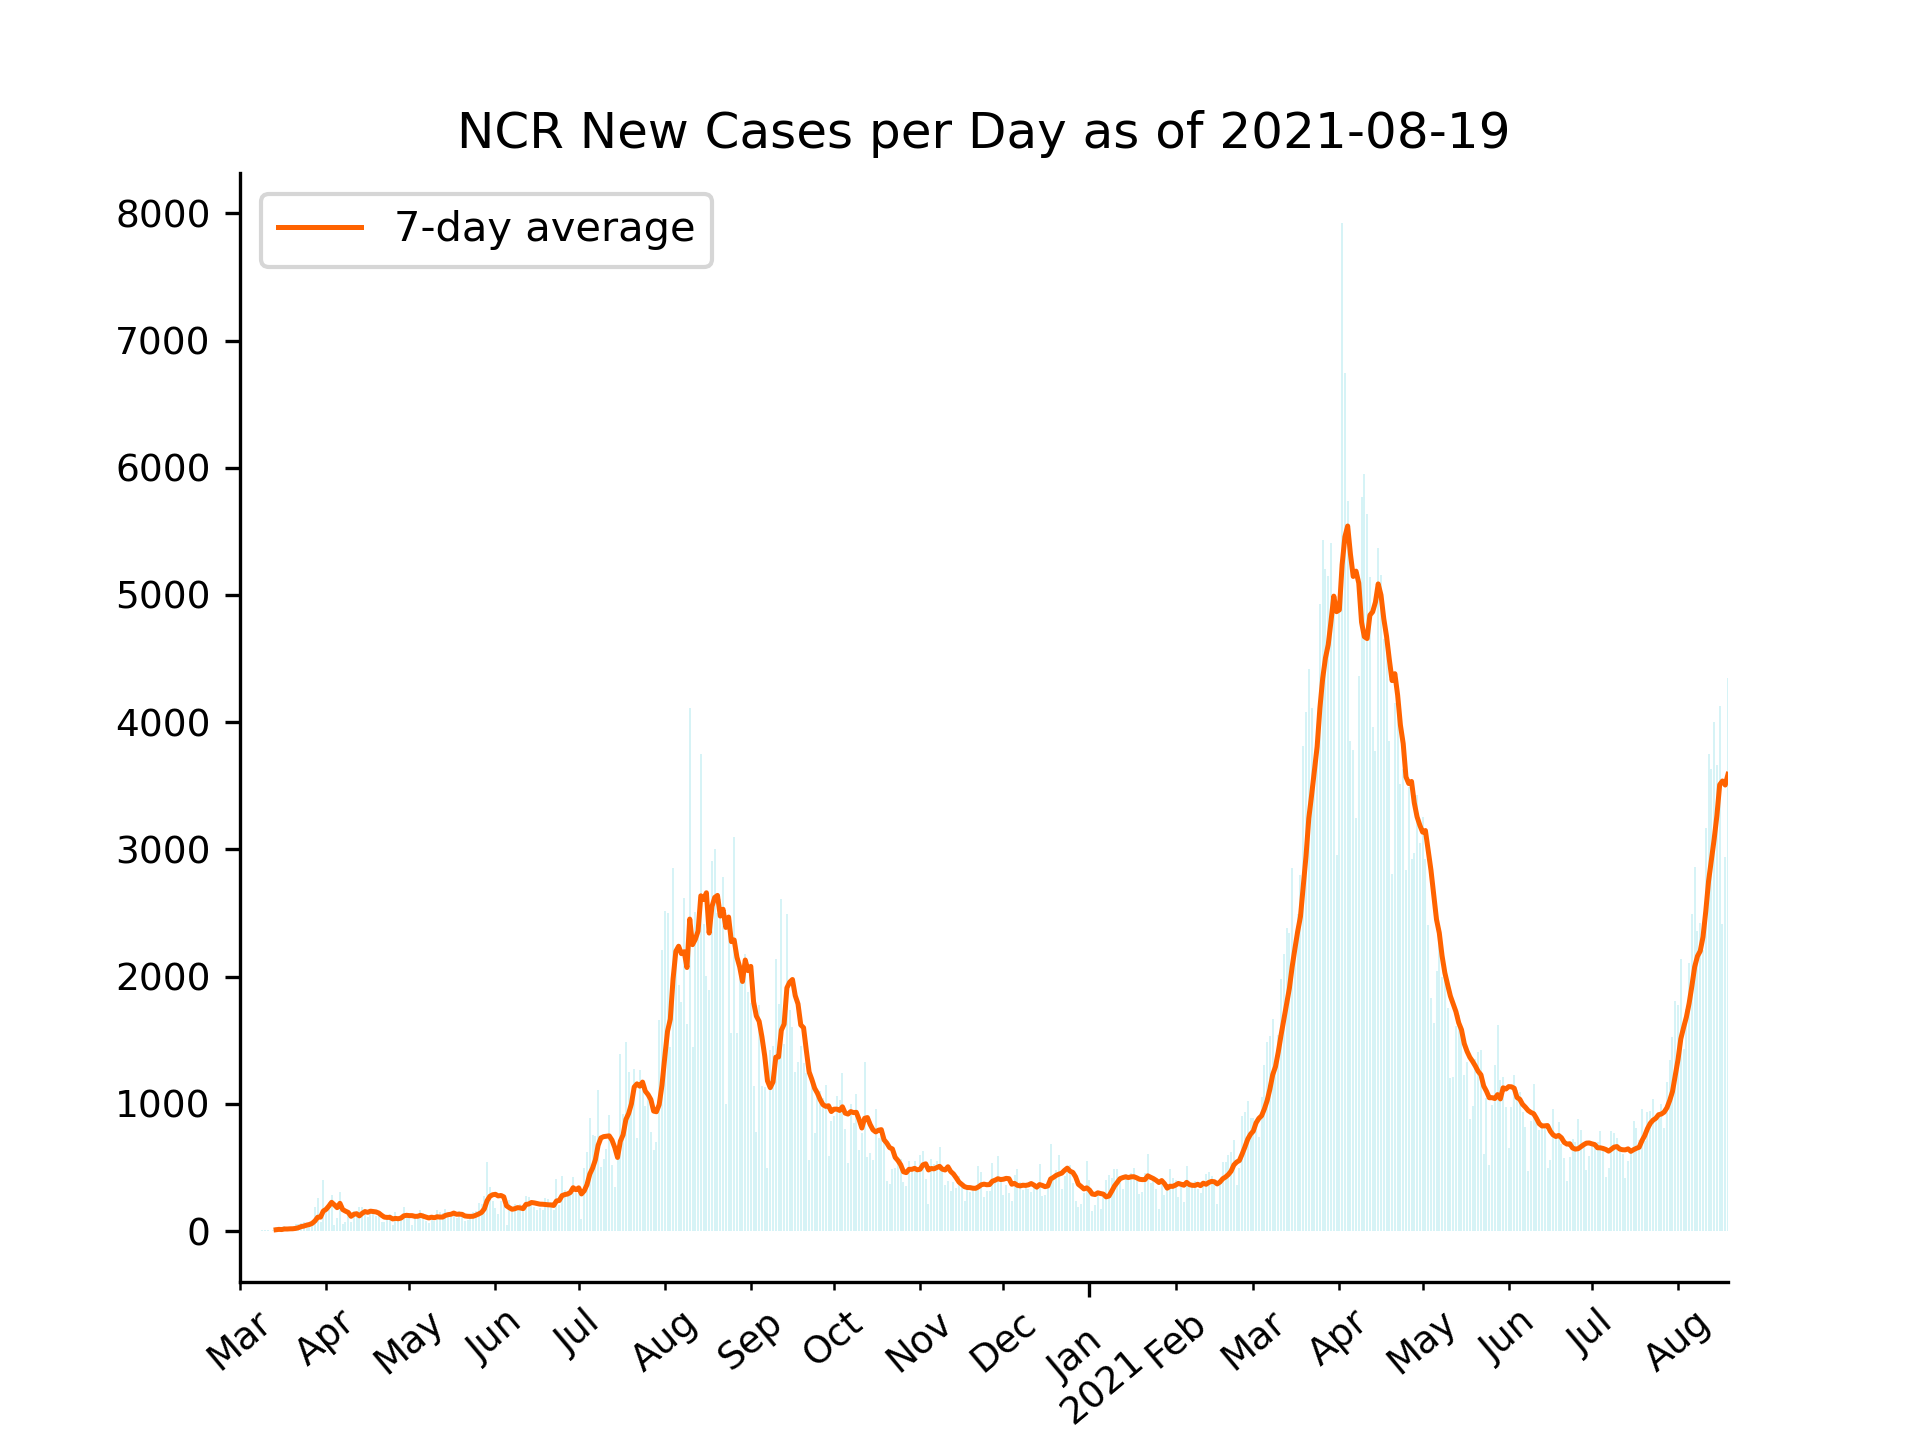 NCR New Cases per Day as of 2021-08-19
7-day average
8000
7000
6000
5000
4000
3000
2000
1000
0
Mar
Apr
May
Jun
Jul
Aug
Sep
Oct
Nov
Dec
Jan
2021
Feb
Mar
Apr
May
Jun
Jul
Aug